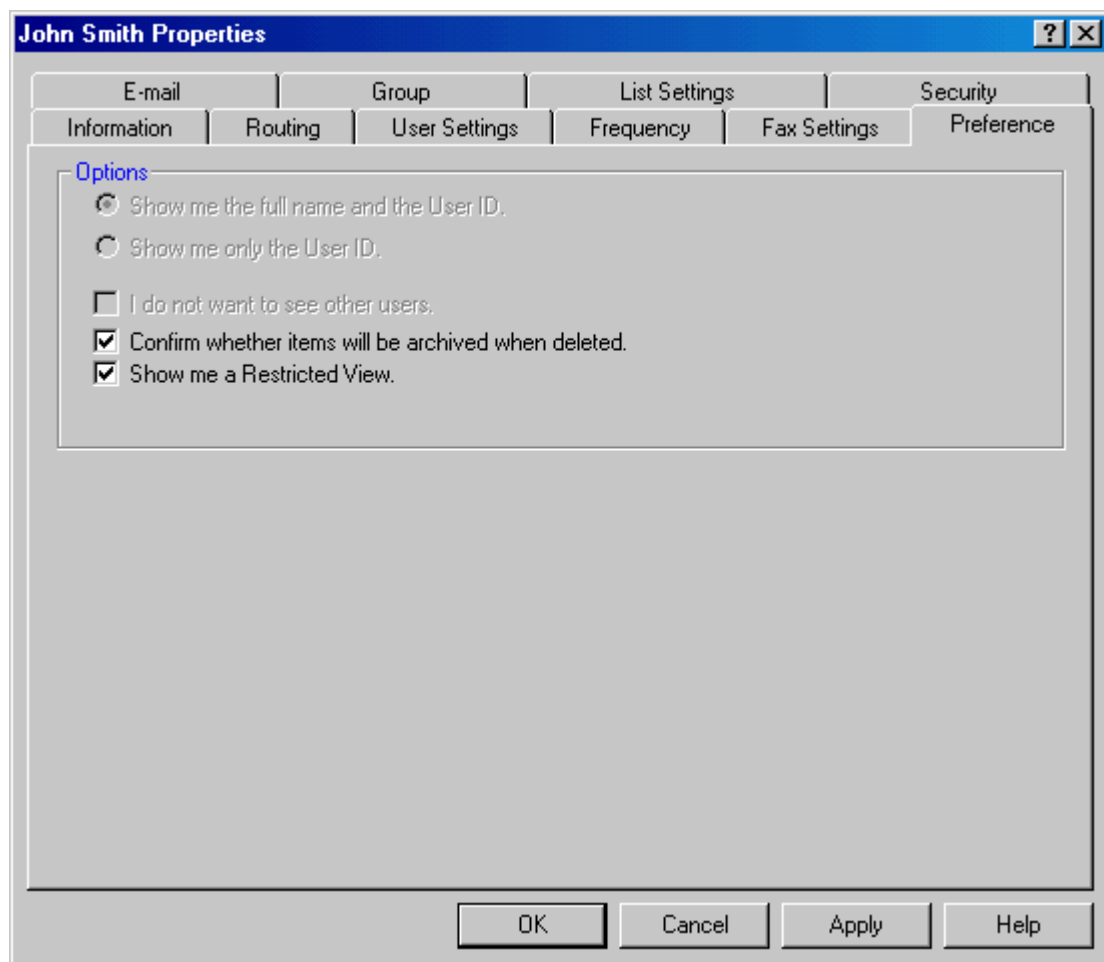 John Smith Properties
E-mail Group List Settings Security
Information Routing User Settings Frequency Fax Settings Preference
Options
Show me the full name and the User ID.
Show me only the User ID.
I do not want to see other users.
Confirm whether items will be archived when deleted.
Show me a Restricted View.
OK Cancel Apply Help